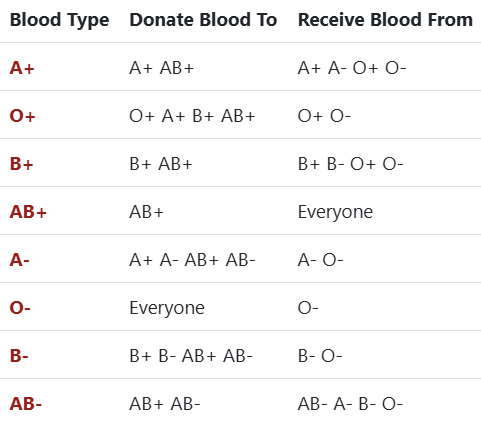 Blood Type Donate Blood To Receive Blood From
A+ A+ AB+ A+ A- O+ O-
O+ O+ A+ B+ AB+ O+ O-
B+ B+ AB+ B+ B- O+ O-
AB+ AB+ Everyone
A- A+ A- AB+ AB- A- O-
O- Everyone O-
B- B+ B- AB+ AB- B- O-
AB- AB+ AB- AB- A- B- O-